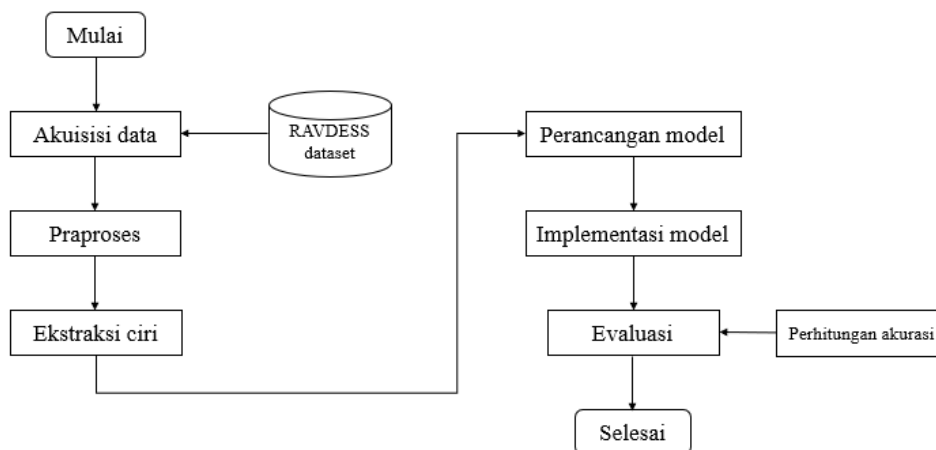 Mulai
Akuisisi data
RAVDESS
dataset
Praproses
Ekstraksi ciri
Perancangan model
Implementasi model
Evaluasi
Perhitungan akurasi
Selesai